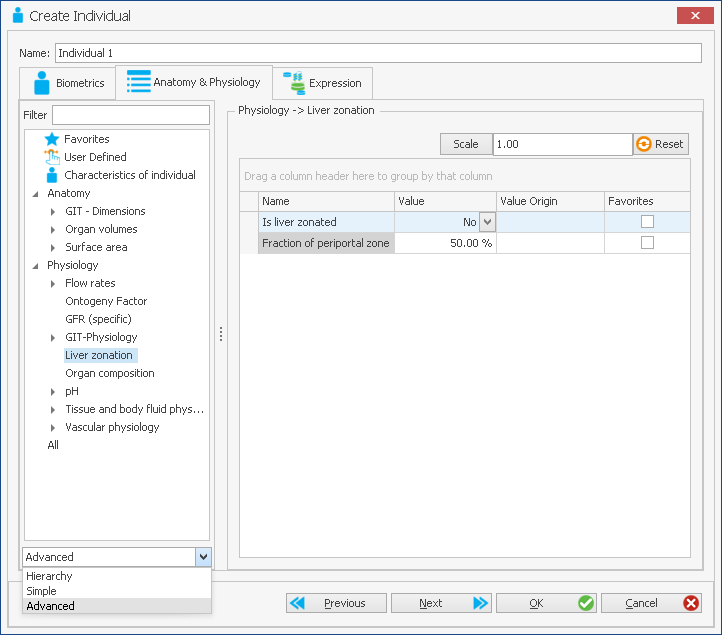 Create Individual
Name: Individual 1
Biometrics Anatomy & Physiology Expression
Filter
Favorites
User Defined
Characteristics of individual
Anatomy
GIT - Dimensions
Organ volumes
Surface area
Physiology
Flow rates
Ontogeny Factor
GFR (specific)
GIT-Physiology
Liver zonation
Organ composition
pH
Tissue and body fluid phys...
Vascular physiology
All
Advanced
Hierarchy
Simple
Advanced
Physiology -> Liver zonation
Scale 1.00 Reset
Drag a column header here to group by that column
Name Value Value Origin Favorites
Is liver zonated No
Fraction of periportal zone 50.00 %
Previous Next OK Cancel